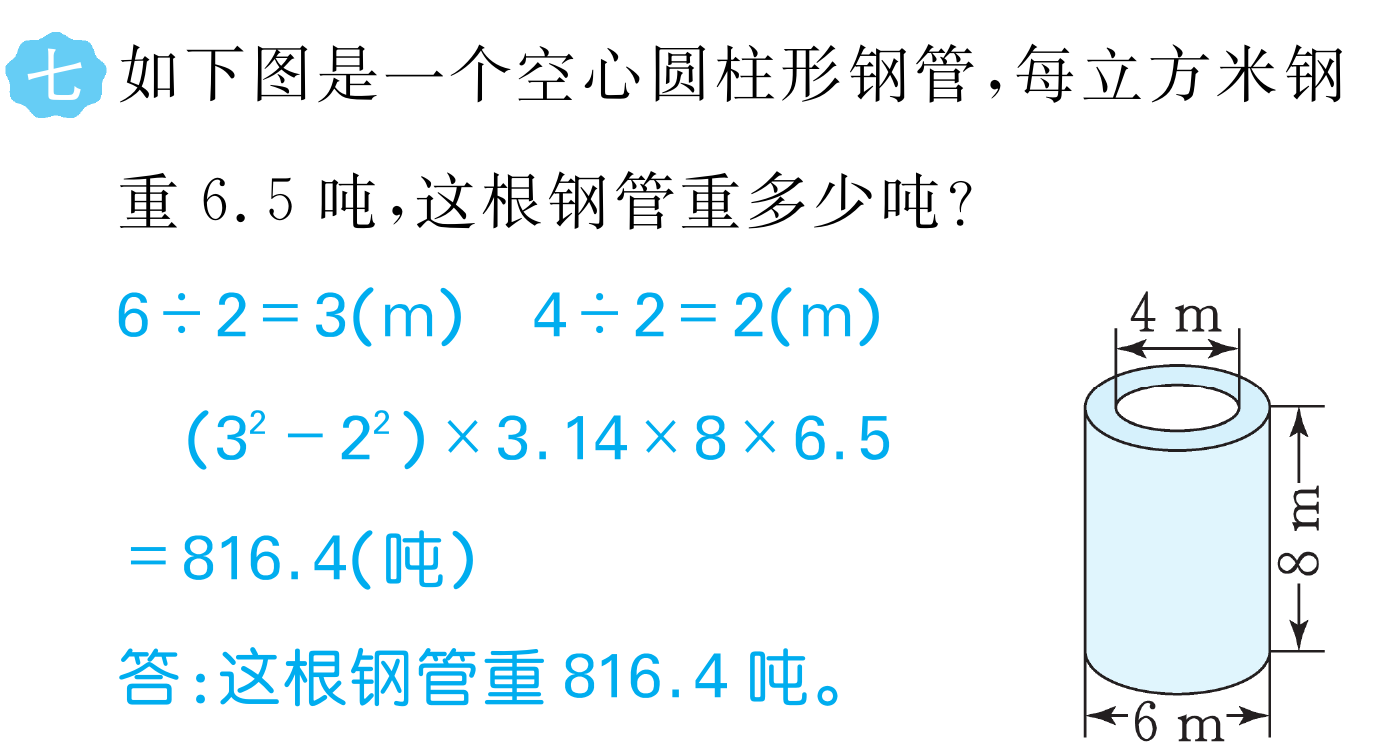 七 如下图是一个空心圆柱形钢管,每立方米钢
重 6.5 吨,这根钢管重多少吨?
6÷2=3(m) 4÷2=2(m)
(3²-2²)×3.14×8×6.5
=816.4(吨)
答:这根钢管重 816.4 吨。
4 m
8 m
6 m